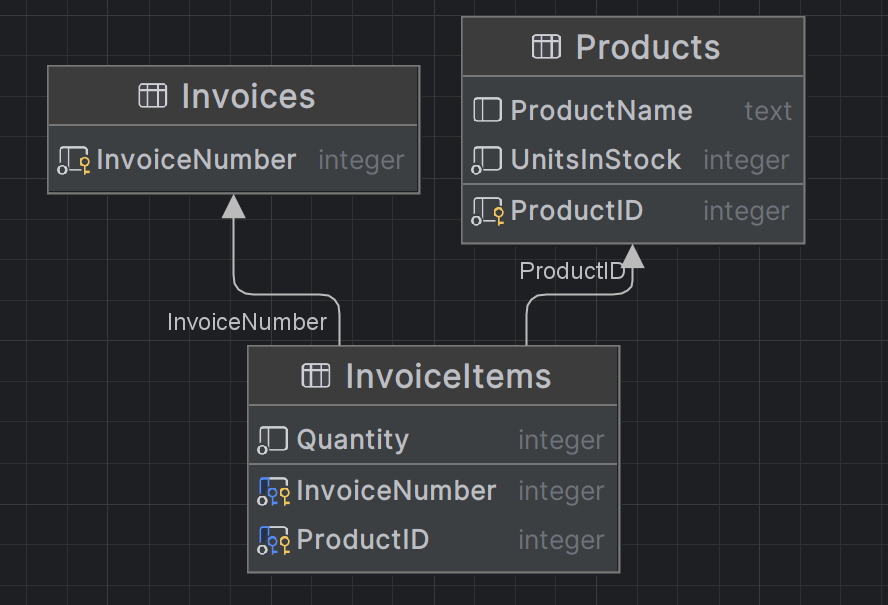 Invoices
InvoiceNumber integer
Products
ProductName text
UnitsInStock integer
ProductID integer
InvoiceNumber
ProductID
InvoiceItems
Quantity integer
InvoiceNumber integer
ProductID integer